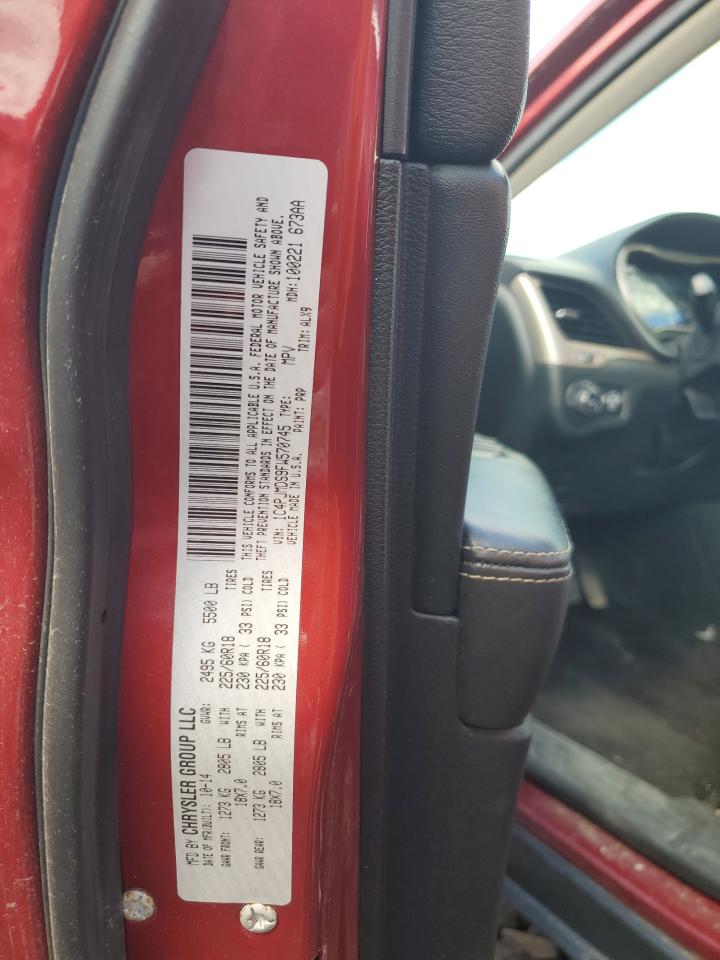 MFD BY CHRYSLER GROUP LLC
DATE OF MFR(BUILT): 10-14 GVWR: 2495 KG 5500 LB
GAWR FRONT: 1273 KG 2805 LB WITH 225/60R18 TIRES
18X7.0 RIMS AT 230 KPA ( 33 PSI) COLD
GAWR REAR: 1273 KG 2805 LB WITH 225/60R18 TIRES
18X7.0 RIMS AT 230 KPA ( 33 PSI) COLD
THIS VEHICLE CONFORMS TO ALL APPLICABLE U.S.A. FEDERAL MOTOR VEHICLE SAFETY AND
THEFT PREVENTION STANDARDS IN EFFECT ON THE DATE OF MANUFACTURE SHOWN ABOVE.
VIN: 1C4PJMDS9FW570745 TYPE: MPV MDH: 100221 673AA
VEHICLE MADE IN U.S.A. PAINT: PRP TRIM: ALX9